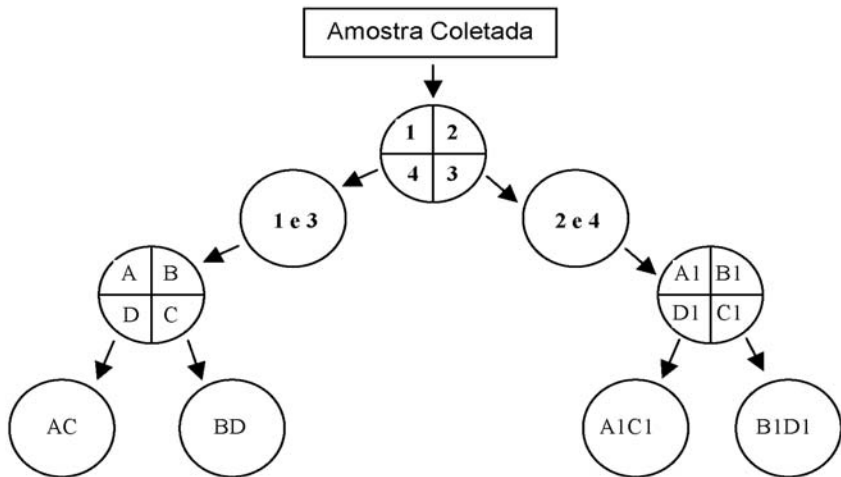 Amostra Coletada
1 2
4 3
1 e 3
2 e 4
A B
D C
A1 B1
D1 C1
AC
BD
A1C1
B1D1